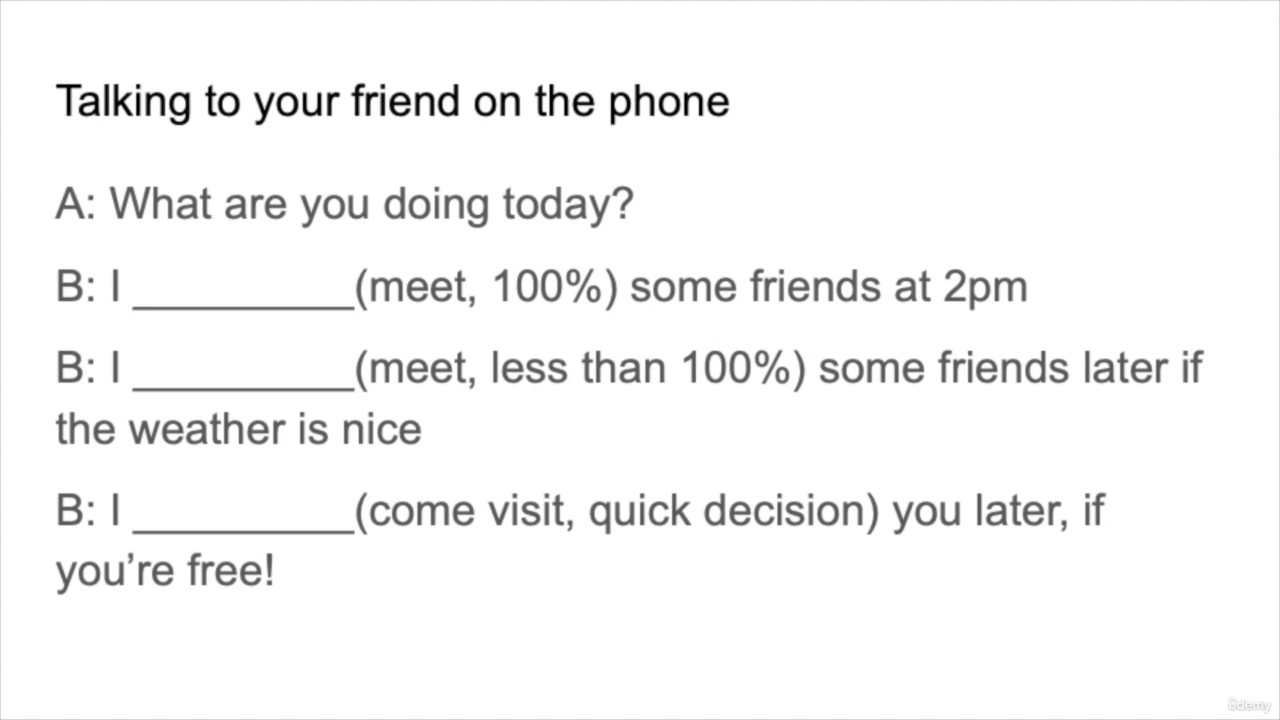 Talking to your friend on the phone
A: What are you doing today?
B: I __________(meet, 100%) some friends at 2pm
B: I __________(meet, less than 100%) some friends later if
the weather is nice
B: I __________(come visit, quick decision) you later, if
you’re free!
ûdemy